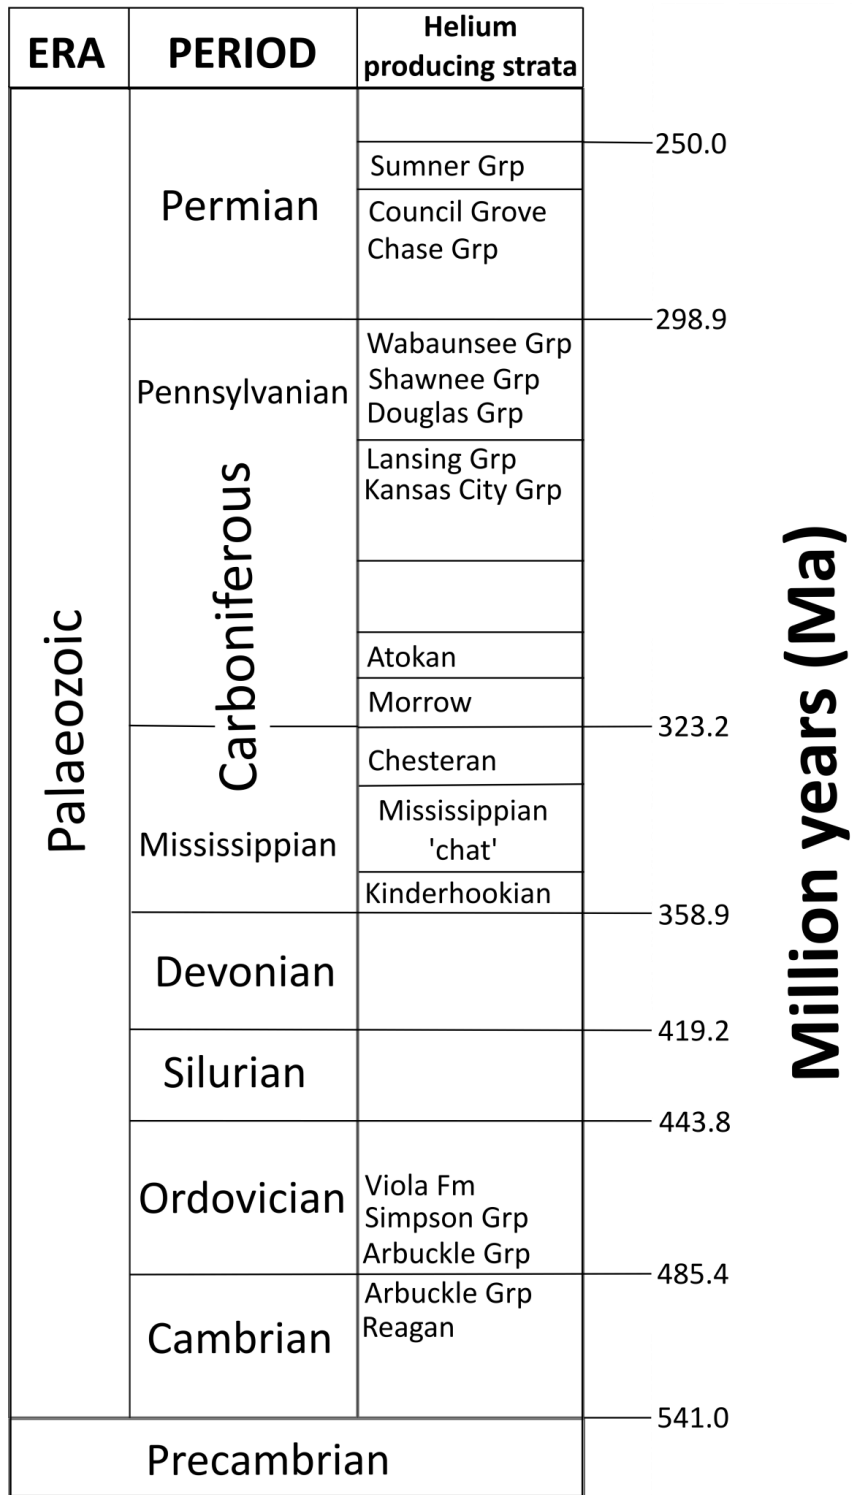 ERA
PERIOD
Helium
producing strata
Palaeozoic
Permian
250.0
Sumner Grp
Council Grove
Chase Grp
298.9
Pennsylvanian
Carboniferous
Wabaunsee Grp
Shawnee Grp
Douglas Grp
Lansing Grp
Kansas City Grp
Atokan
Morrow
323.2
Mississippian
Chesteran
Mississippian
'chat'
Kinderhookian
358.9
Devonian
419.2
Silurian
443.8
Ordovician
Viola Fm
Simpson Grp
Arbuckle Grp
485.4
Cambrian
Arbuckle Grp
Reagan
541.0
Precambrian
Million years (Ma)